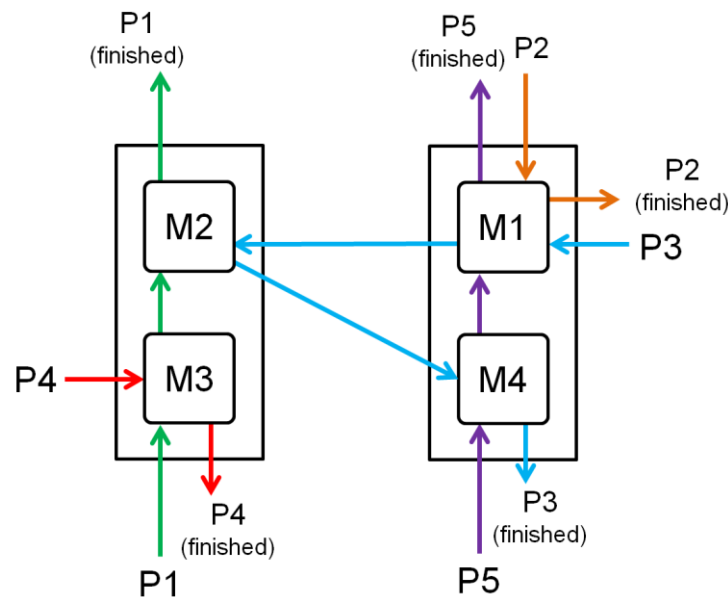 P1
(finished)
P5
(finished)
P2
M2
M1
P2
(finished)
P3
P4
M3
M4
P4
(finished)
P3
(finished)
P1
P5